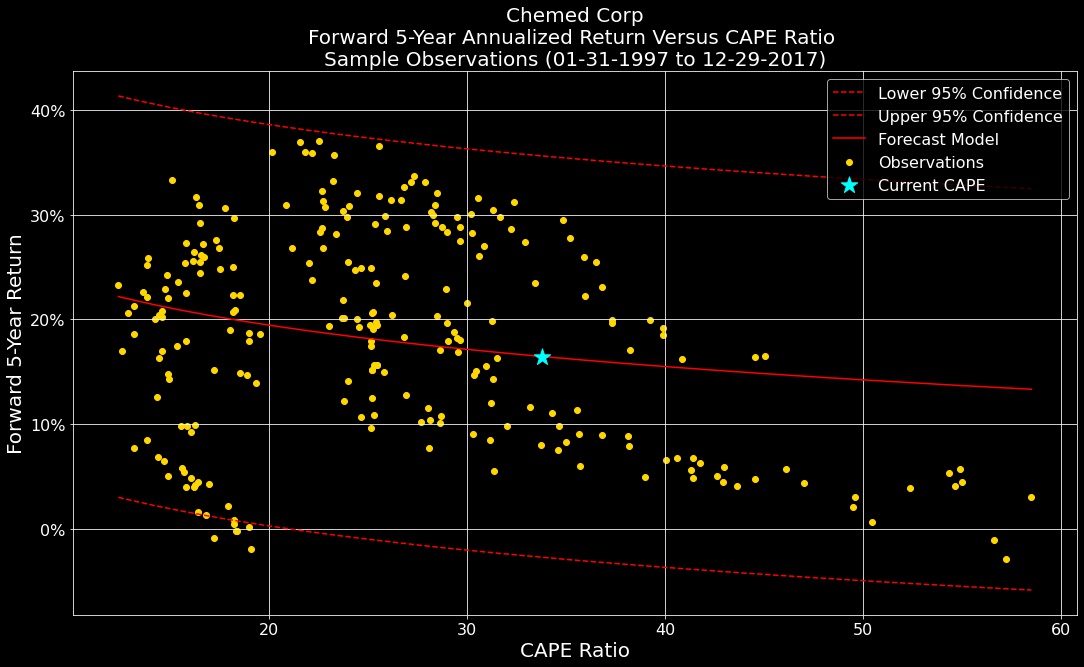 Chemed Corp
Forward 5-Year Annualized Return Versus CAPE Ratio
Sample Observations (01-31-1997 to 12-29-2017)
Lower 95% Confidence
Upper 95% Confidence
Forecast Model
Observations
Current CAPE
Forward 5-Year Return
40%
30%
20%
10%
0%
20
30
40
50
60
CAPE Ratio